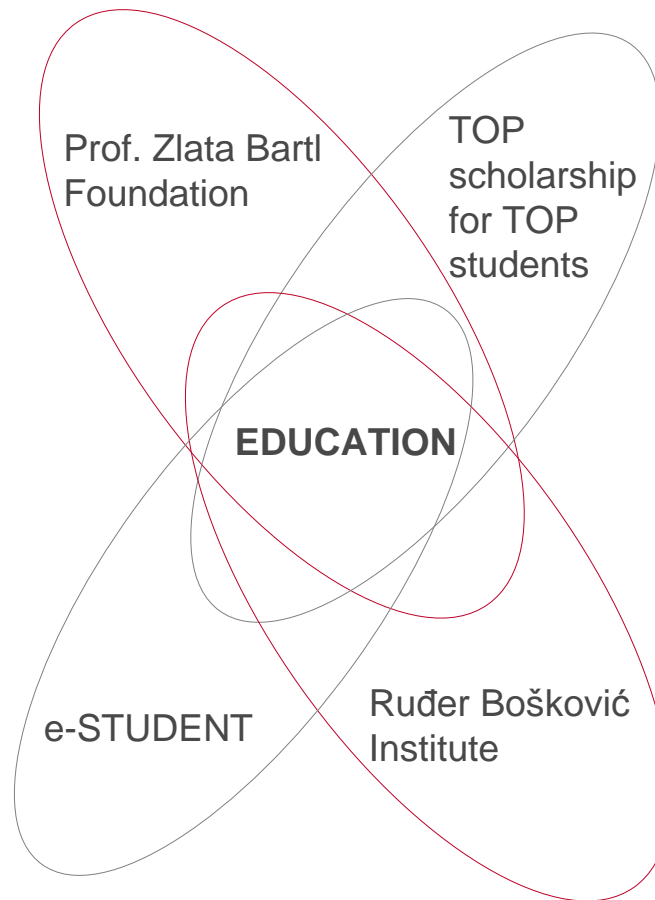 Prof. Zlata Bartl
Foundation
TOP
scholarship
for TOP
students
EDUCATION
e-STUDENT
Ruđer Bošković
Institute